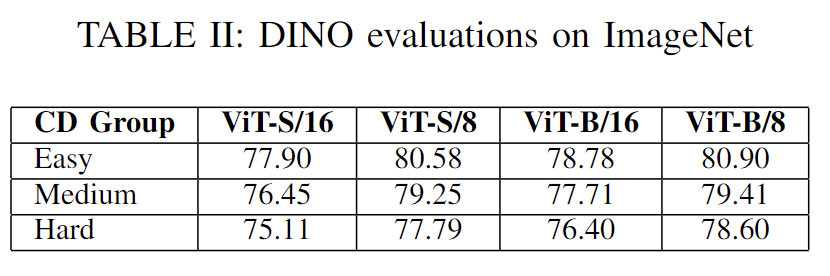 TABLE II: DINO evaluations on ImageNet
CD Group ViT-S/16 ViT-S/8 ViT-B/16 ViT-B/8
Easy 77.90 80.58 78.78 80.90
Medium 76.45 79.25 77.71 79.41
Hard 75.11 77.79 76.40 78.60